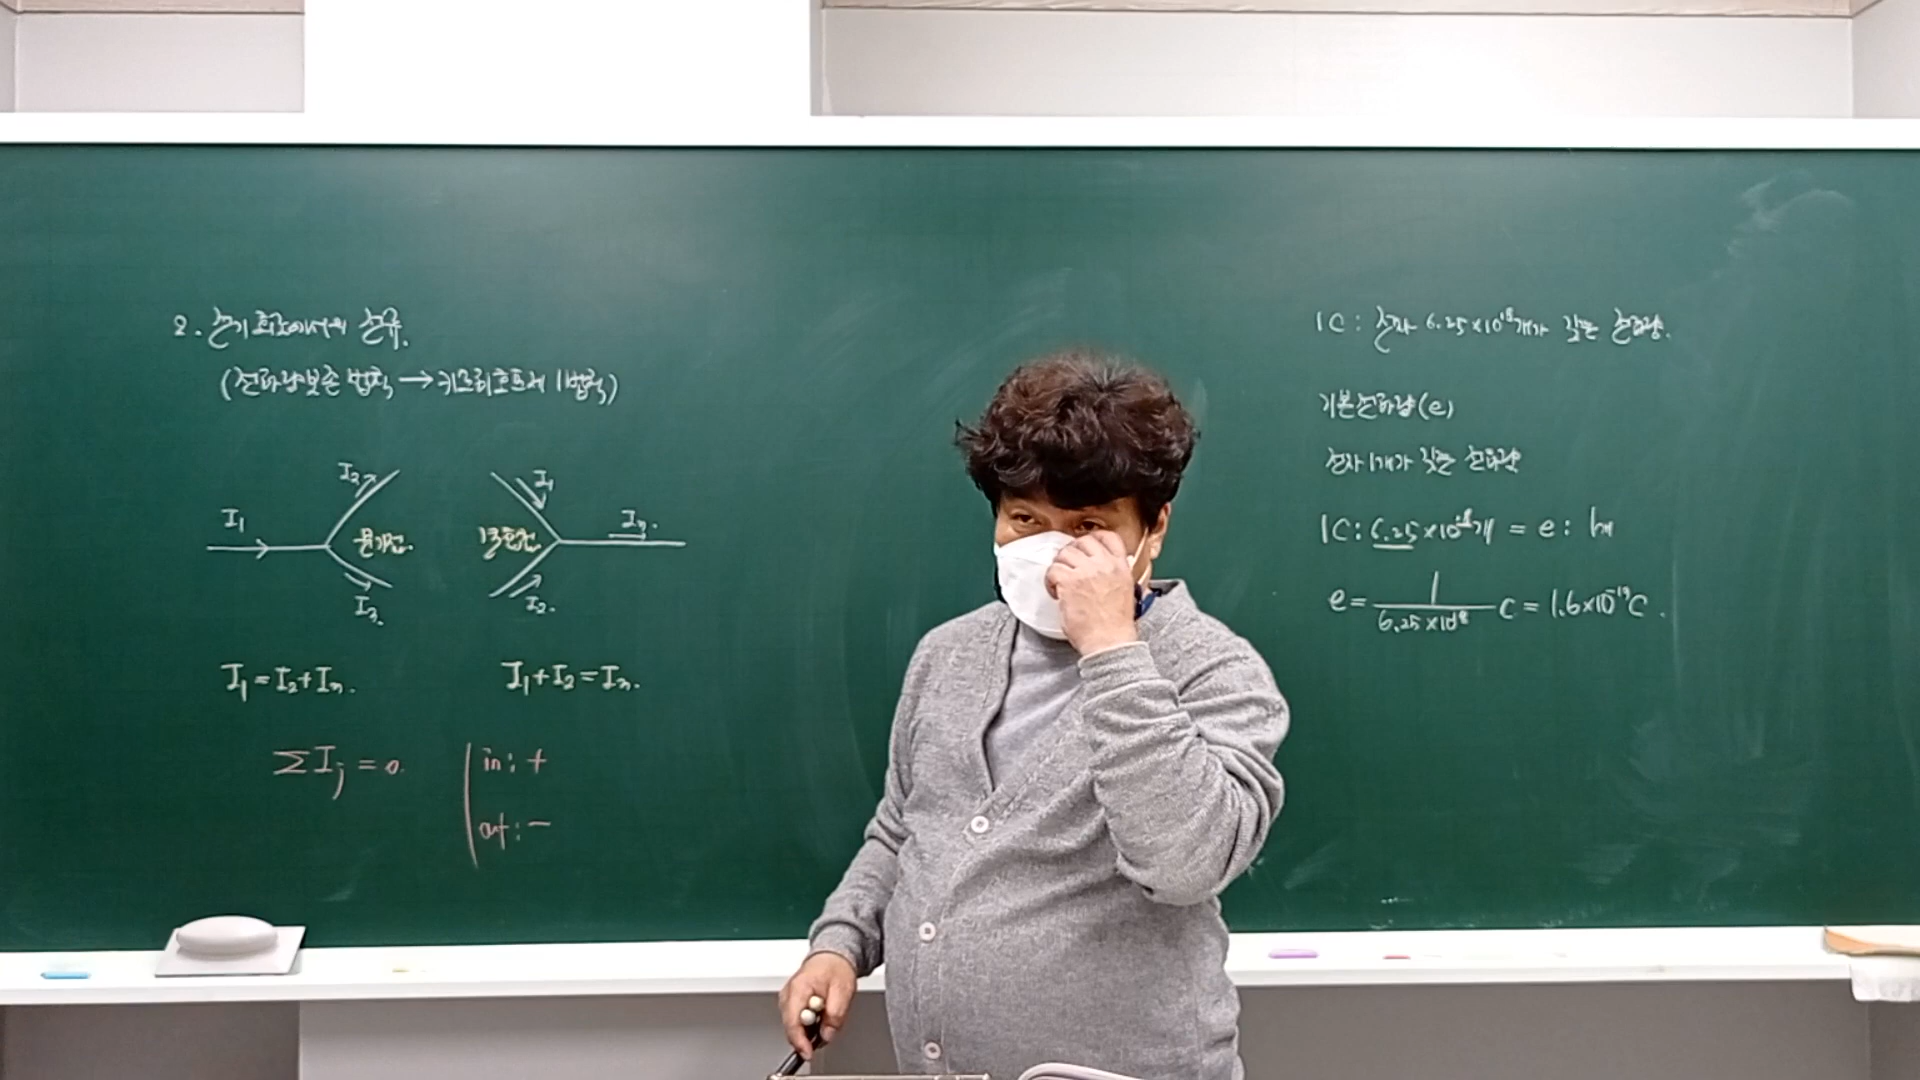 2. 전기회로에서의 전류.
(전하량보존 법칙 → 키르히호프 제 1법칙)
I₂
I₁
분기점.
I₃
I₁
교호점.
I₃.
I₂.
I₁ = I₂ + I₃.
I₁ + I₂ = I₃.
ΣIⱼ = 0.
in: +
out: −
1C: 전자 6.25×10¹⁸개가 갖는 전하량.
기본전하량(e)
전자 1개가 갖는 전하량
1C: 6.25×10¹⁸개 = e: 1개
e = 1 / 6.25×10¹⁸ C = 1.6×10⁻¹⁹C.